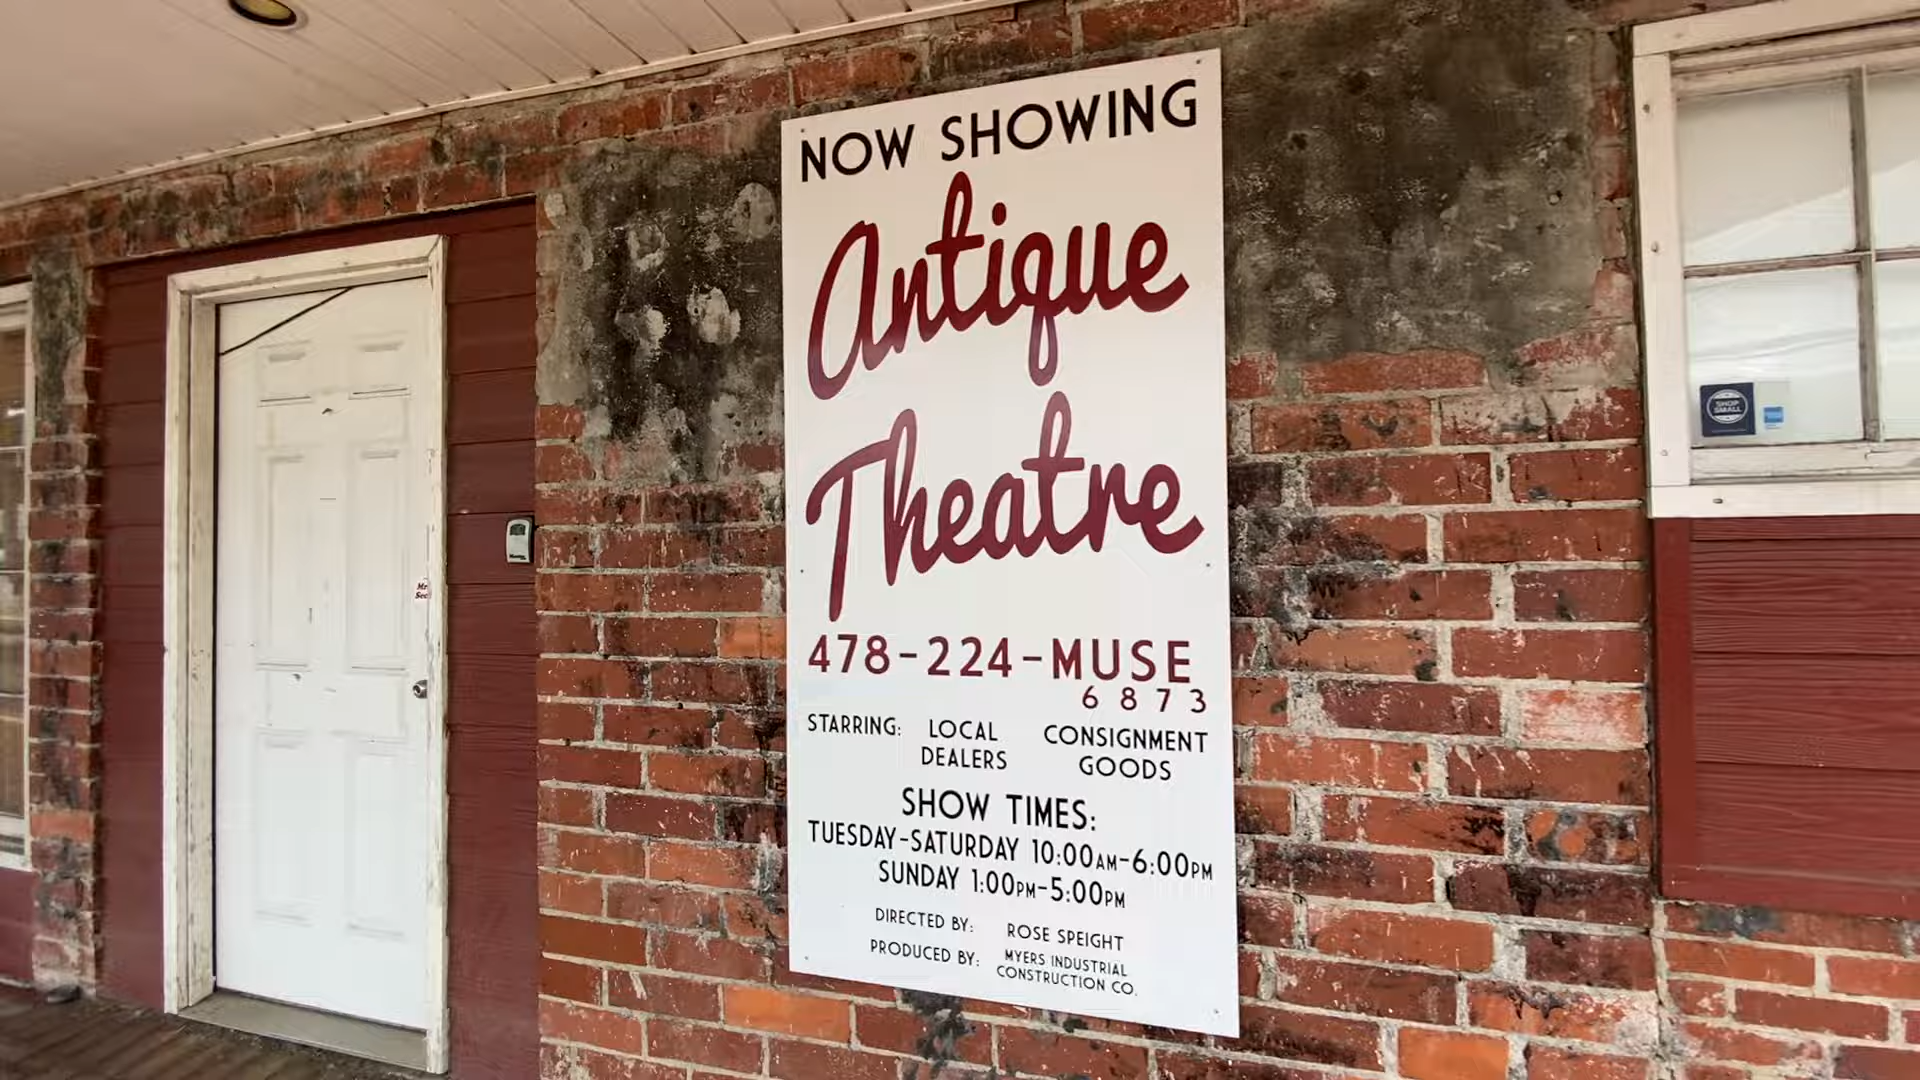 NOW SHOWING
Antique
Theatre
478-224-MUSE
6873
STARRING: LOCAL DEALERS CONSIGNMENT GOODS
SHOW TIMES:
TUESDAY-SATURDAY 10:00AM-6:00PM
SUNDAY 1:00PM-5:00PM
DIRECTED BY: ROSE SPEIGHT
PRODUCED BY: MYERS INDUSTRIAL
CONSTRUCTION CO.
SHOP
SMALL